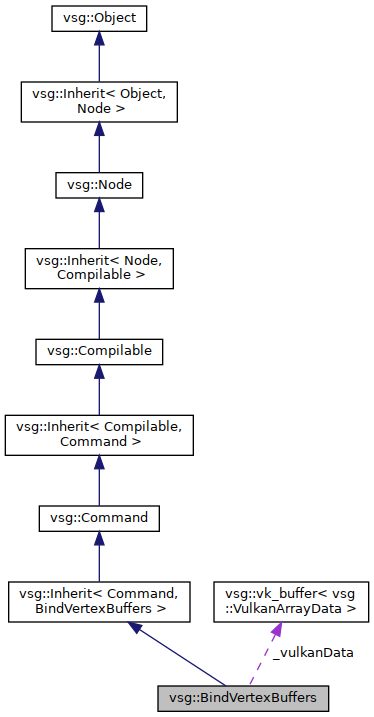 vsg::Object
vsg::Inherit< Object,
Node >
vsg::Node
vsg::Inherit< Node,
Compilable >
vsg::Compilable
vsg::Inherit< Compilable,
Command >
vsg::Command
vsg::Inherit< Command,
BindVertexBuffers >
vsg::vk_buffer< vsg
::VulkanArrayData >
_vulkanData
vsg::BindVertexBuffers